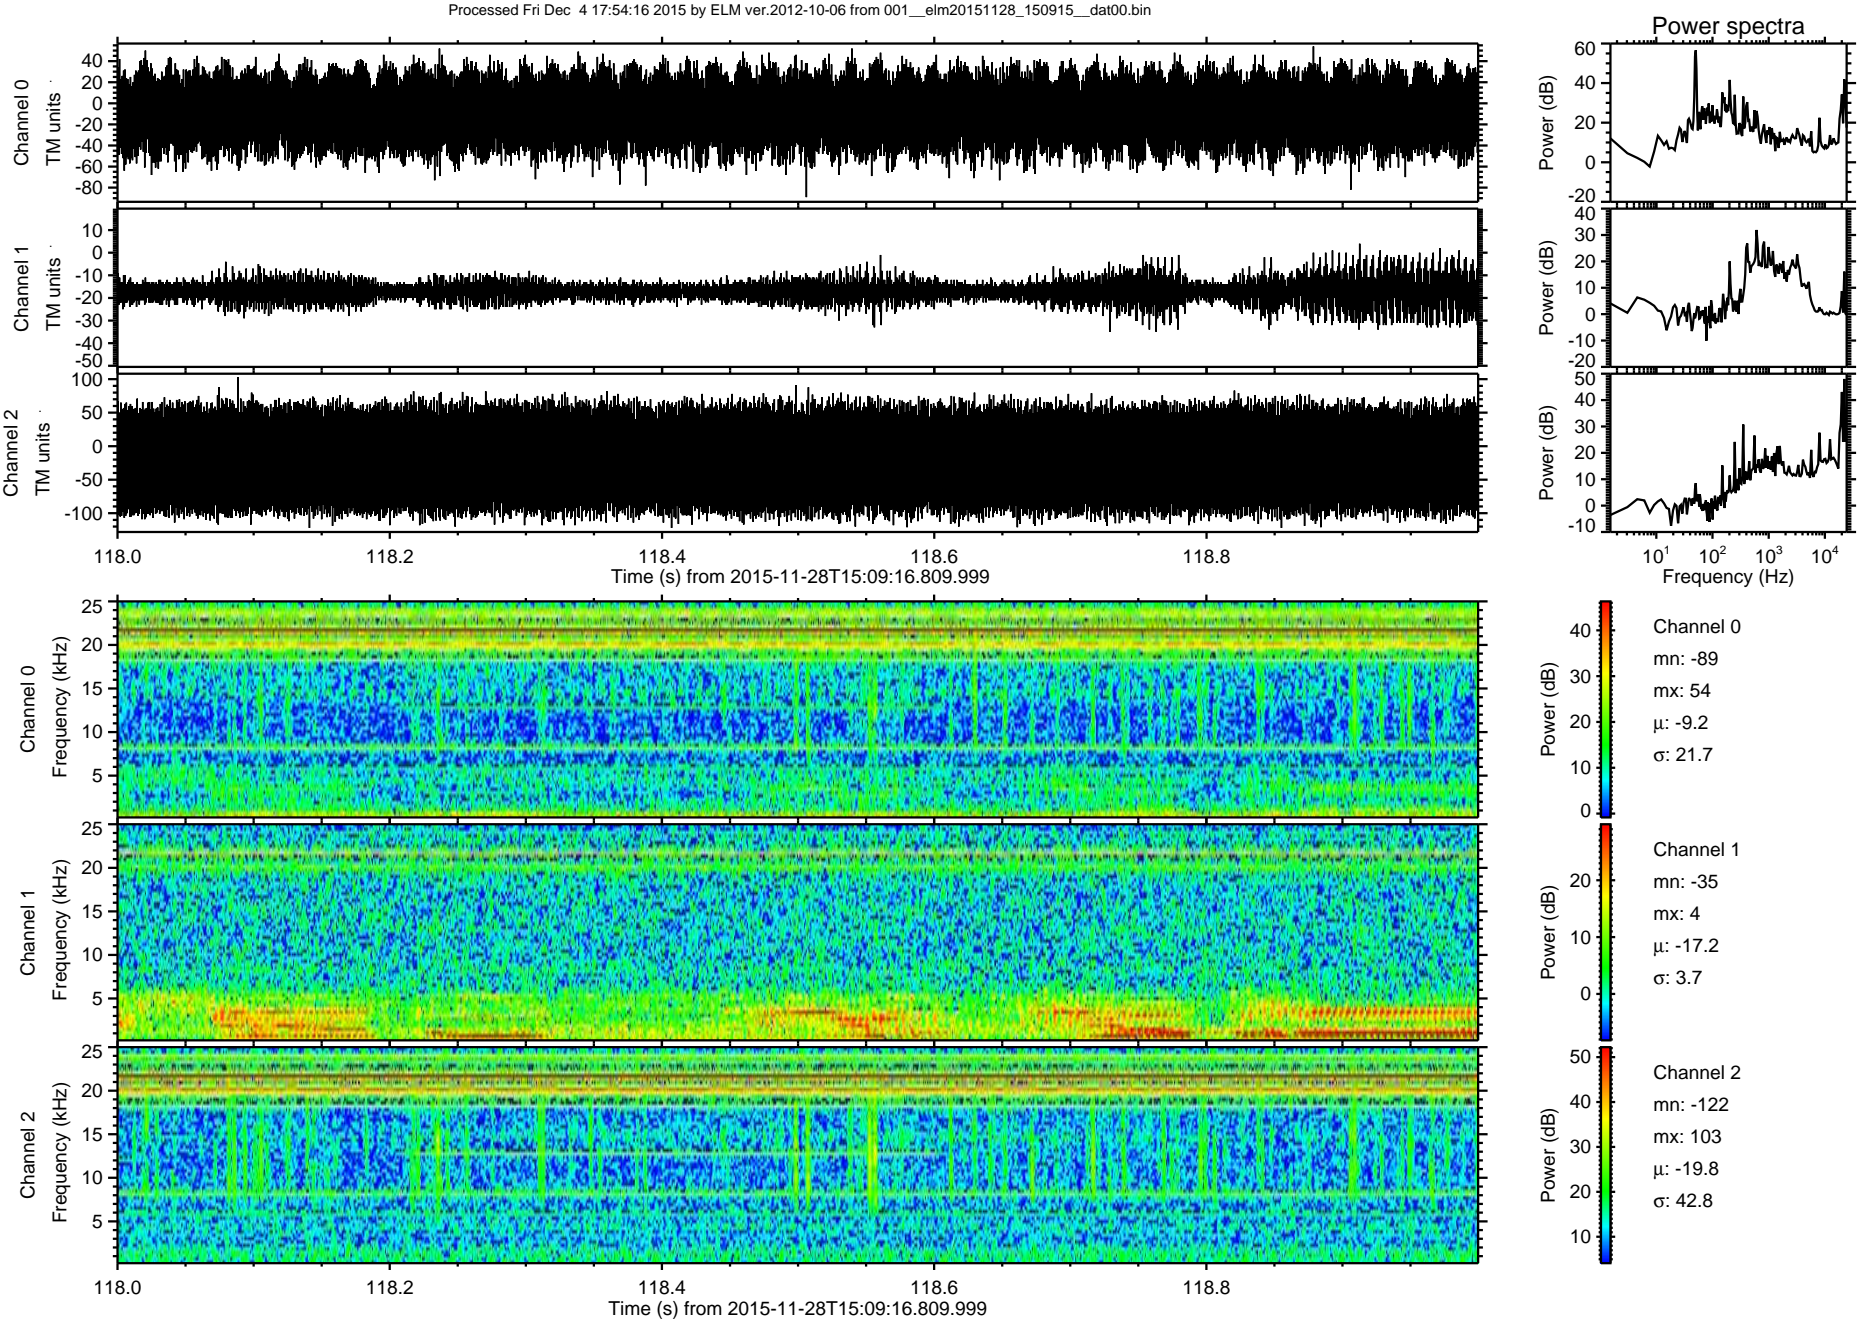 Processed Fri Dec 4 17:54:16 2015 by ELM ver.2012-10-06 from 001__elm20151128_150915__dat00.bin
Power spectra
Channel 0
TM units
40
20
0
-20
-40
-60
-80
Power (dB)
60
40
20
0
-20
Channel 1
TM units
10
0
-10
-20
-30
-40
-50
Power (dB)
40
30
20
10
0
-10
-20
Channel 2
TM units
100
50
0
-50
-100
Power (dB)
50
40
30
20
10
0
-10
118.0 118.2 118.4 118.6 118.8
Time (s) from 2015-11-28T15:09:16.809.999
10¹ 10² 10³ 10⁴
Frequency (Hz)
Channel 0
Frequency (kHz)
25
20
15
10
5
Power (dB)
40
30
20
10
0
Channel 0
mn: -89
mx: 54
μ: -9.2
σ: 21.7
Channel 1
Frequency (kHz)
25
20
15
10
5
Power (dB)
20
10
0
Channel 1
mn: -35
mx: 4
μ: -17.2
σ: 3.7
Channel 2
Frequency (kHz)
25
20
15
10
5
Power (dB)
50
40
30
20
10
Channel 2
mn: -122
mx: 103
μ: -19.8
σ: 42.8
118.0 118.2 118.4 118.6 118.8
Time (s) from 2015-11-28T15:09:16.809.999